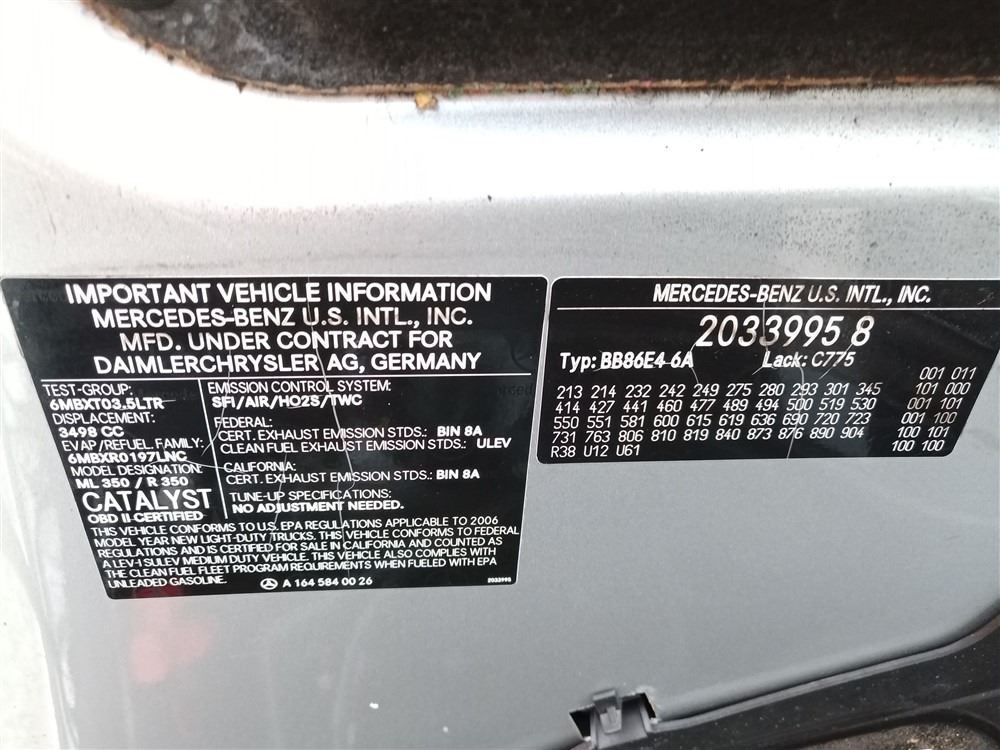 IMPORTANT VEHICLE INFORMATION
MERCEDES-BENZ U.S. INTL., INC.
MFD. UNDER CONTRACT FOR
DAIMLERCHRYSLER AG, GERMANY
TEST-GROUP:
6MBXT03.5LTR
DISPLACEMENT:
3498 CC
EVAP/REFUEL. FAMILY:
6MBXR0197LNC
MODEL DESIGNATION
ML 350 / R 350
CATALYST
OBD II CERTIFIED
EMISSION CONTROL SYSTEM:
SFI/AIR/HO2S/TWC
FEDERAL:
CERT. EXHAUST EMISSION STDS.: BIN 8A
CLEAN FUEL EXHAUST EMISSION STDS.: ULEV
CALIFORNIA:
CERT. EXHAUST EMISSION STDS.: BIN 8A
TUNE-UP SPECIFICATIONS:
NO ADJUSTMENT NEEDED.
THIS VEHICLE CONFORMS TO U.S. EPA REGULATIONS APPLICABLE TO 2006
MODEL YEAR NEW LIGHT-DUTY TRUCKS. THIS VEHICLE CONFORMS TO FEDERAL
REGULATIONS AND IS CERTIFIED FOR SALE IN CALIFORNIA AND COUNTED AS
A LEV-I SULEV MEDIUM DUTY VEHICLE. THIS VEHICLE ALSO COMPLIES WITH
THE CLEAN FUEL FLEET PROGRAM REQUIREMENTS WHEN FUELED WITH EPA
UNLEADED GASOLINE.
A 164 584 00 26
2033995
MERCEDES-BENZ U.S. INTL., INC.
2033995 8
Typ: BB86E4 6A Lack: C775
213 214 232 242 249 275 280 293 301 345
414 427 441 460 477 489 494 500 519 530
550 551 581 600 615 619 636 690 720 723
731 763 806 810 819 840 873 876 890 904
R38 U12 U61
001 011
101 000
001 101
001 100
100 101
100 100